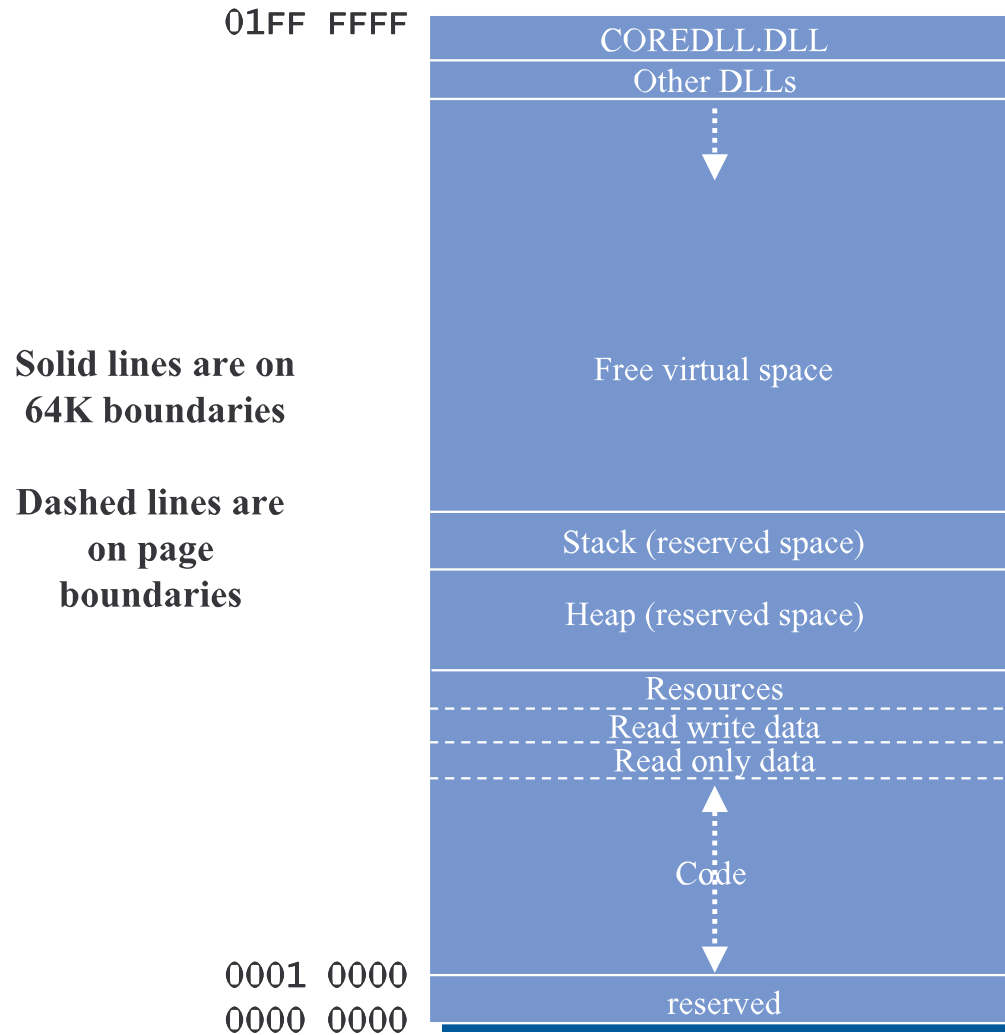 01FF FFFF
COREDLL.DLL
Other DLLs
Solid lines are on
64K boundaries
Free virtual space
Dashed lines are
on page
boundaries
Stack (reserved space)
Heap (reserved space)
Resources
Read write data
Read only data
Code
0001 0000
reserved
0000 0000